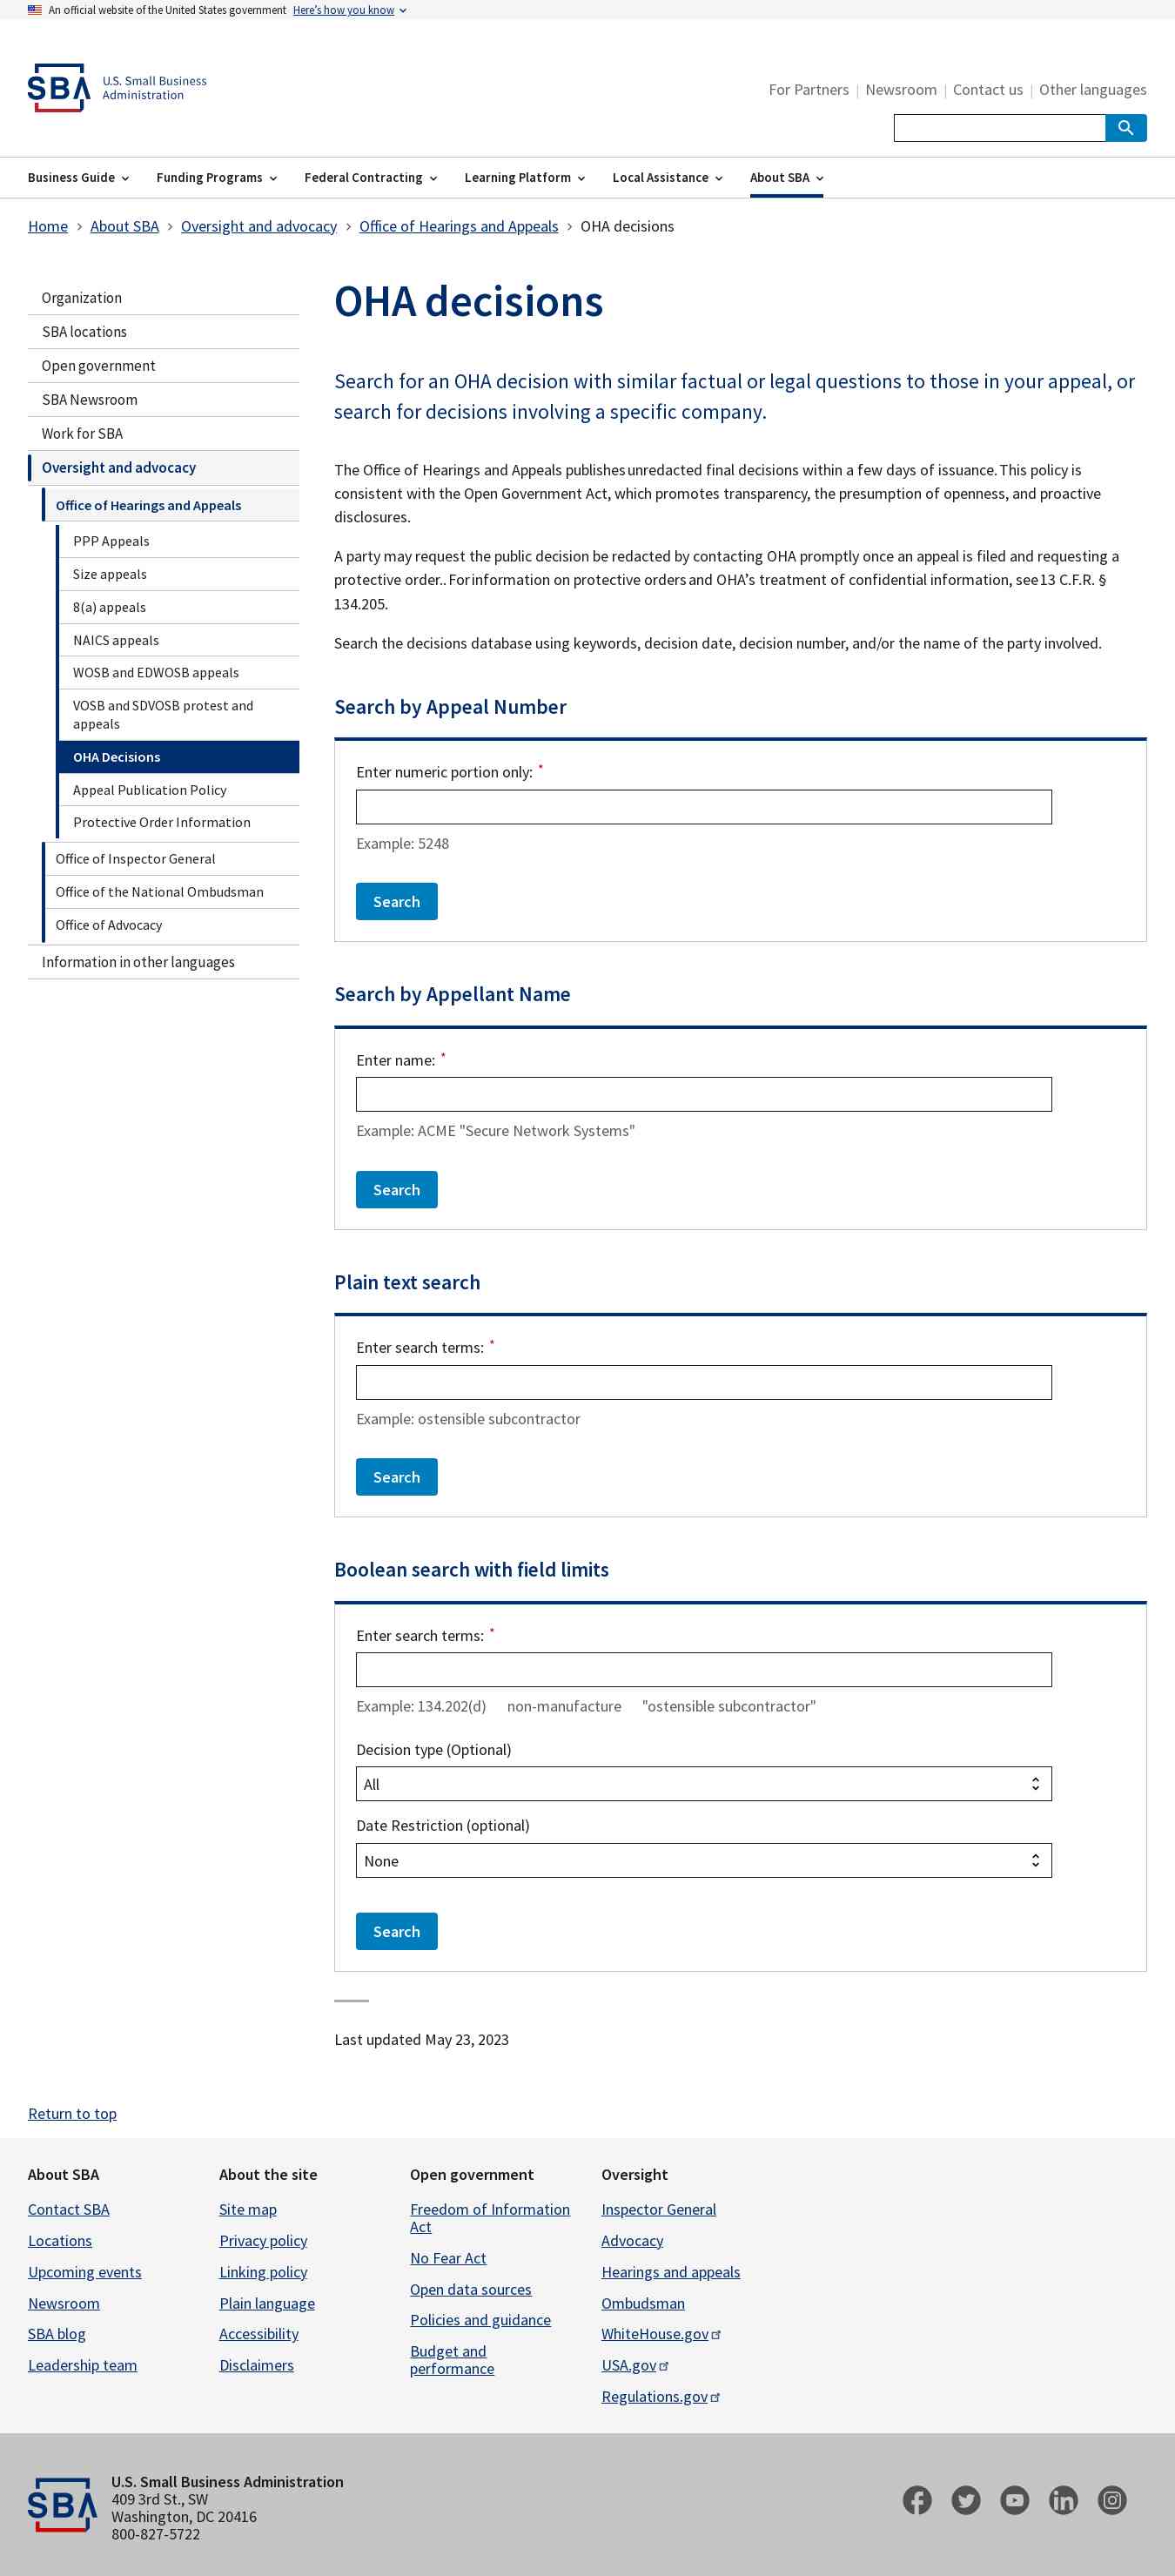 An official website of the United States government Here's how you know
SBA U.S. Small Business
Administration
For Partners | Newsroom | Contact us | Other languages
Business Guide Funding Programs Federal Contracting Learning Platform Local Assistance About SBA
Home > About SBA > Oversight and advocacy > Office of Hearings and Appeals > OHA decisions
Organization
SBA locations
Open government
SBA Newsroom
Work for SBA
Oversight and advocacy
Office of Hearings and Appeals
PPP Appeals
Size appeals
8(a) appeals
NAICS appeals
WOSB and EDWOSB appeals
VOSB and SDVOSB protest and
appeals
OHA Decisions
Appeal Publication Policy
Protective Order Information
Office of Inspector General
Office of the National Ombudsman
Office of Advocacy
Information in other languages
OHA decisions
Search for an OHA decision with similar factual or legal questions to those in your appeal, or
search for decisions involving a specific company.
The Office of Hearings and Appeals publishes unredacted final decisions within a few days of issuance. This policy is
consistent with the Open Government Act, which promotes transparency, the presumption of openness, and proactive
disclosures.
A party may request the public decision be redacted by contacting OHA promptly once an appeal is filed and requesting a
protective order.. For information on protective orders and OHA’s treatment of confidential information, see 13 C.F.R. §
134.205.
Search the decisions database using keywords, decision date, decision number, and/or the name of the party involved.
Search by Appeal Number
Enter numeric portion only: *
Example: 5248
Search
Search by Appellant Name
Enter name: *
Example: ACME "Secure Network Systems"
Search
Plain text search
Enter search terms: *
Example: ostensible subcontractor
Search
Boolean search with field limits
Enter search terms: *
Example: 134.202(d) non-manufacture "ostensible subcontractor"
Decision type (Optional)
All
Date Restriction (optional)
None
Search
Last updated May 23, 2023
Return to top
About SBA
Contact SBA
Locations
Upcoming events
Newsroom
SBA blog
Leadership team
About the site
Site map
Privacy policy
Linking policy
Plain language
Accessibility
Disclaimers
Open government
Freedom of Information
Act
No Fear Act
Open data sources
Policies and guidance
Budget and
performance
Oversight
Inspector General
Advocacy
Hearings and appeals
Ombudsman
WhiteHouse.gov
USA.gov
Regulations.gov
SBA
U.S. Small Business Administration
409 3rd St., SW
Washington, DC 20416
800-827-5722